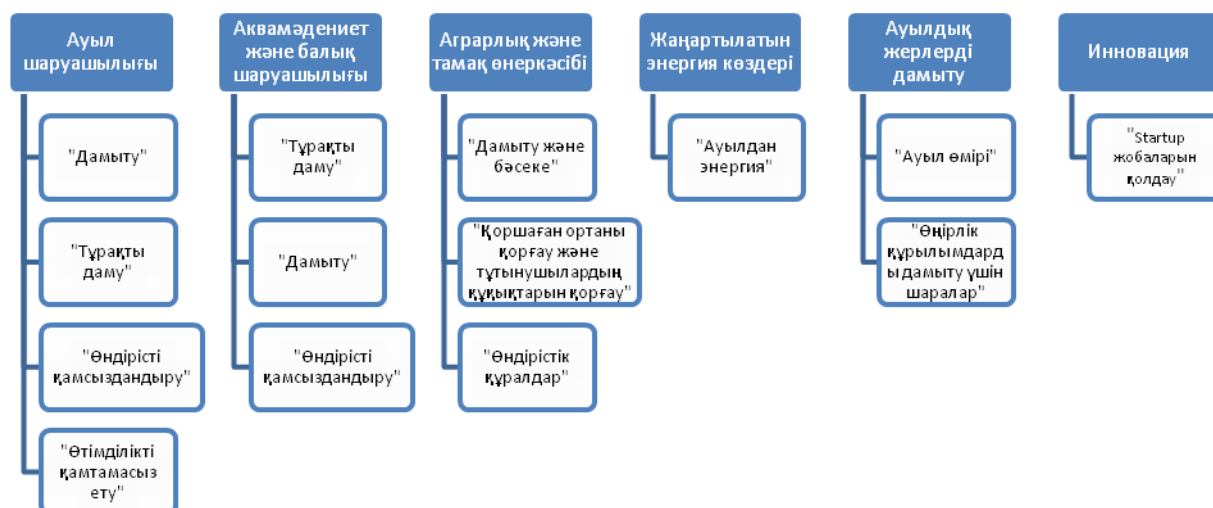 Ауыл
шаруашылығы
"Дамыту"
"Тұрақты
даму"
"Өндірісті
қамсыздандыру"
"Өтімділікті
қамтамасыз
ету"
Аквамәдениет
және балық
шаруашылығы
"Тұрақты
даму"
"Дамыту"
"Өндірісті
қамсыздандыру"
Аграрлық және
тамақ өнеркәсібі
"Дамыту және
бәсеке"
"Қоршаған ортаны
қорғау және
тұтынушылардың
құқықтарын қорғау"
"Өндірістік
құралдар"
Жаңартылатын
энергия көздері
"Ауылдан
энергия"
Ауылдық
жерлерді
дамыту
"Ауыл өмірі"
"Өңірлік
құрылымдард
ы дамыту үшін
шаралар"
Инновация
"Startup
жобаларын
қолдау"